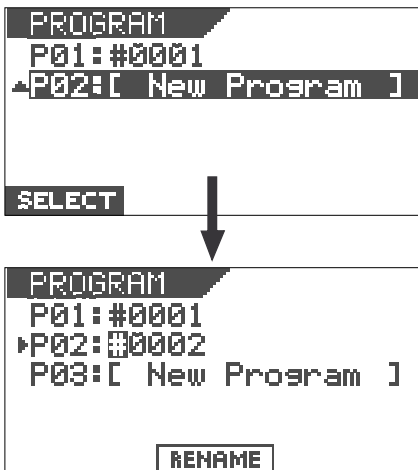 PROGRAM
P01:#0001
P02:[ New Program ]
SELECT
PROGRAM
P01:#0001
P02:#0002
P03:[ New Program ]
RENAME